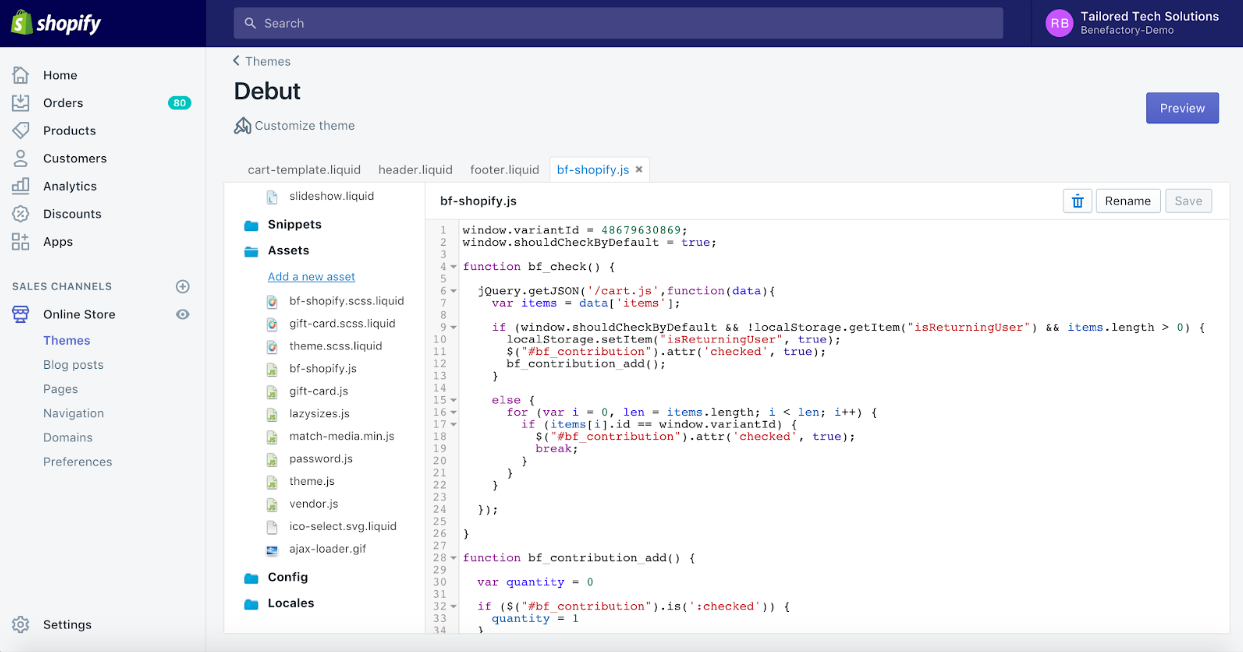 shopify
Search
RB
Tailored Tech Solutions
Benefactory-Demo
Home
Orders
80
Products
Customers
Analytics
Discounts
Apps
SALES CHANNELS
Online Store
Themes
Blog posts
Pages
Navigation
Domains
Preferences
Settings
Themes
Debut
Customize theme
Preview
cart-template.liquid
header.liquid
footer.liquid
bf-shopify.js ×
slideshow.liquid
Snippets
Assets
Add a new asset
bf-shopify.scss.liquid
gift-card.scss.liquid
theme.scss.liquid
bf-shopify.js
gift-card.js
lazysizes.js
match-media.min.js
password.js
theme.js
vendor.js
ico-select.svg.liquid
ajax-loader.gif
Config
Locales
bf-shopify.js
Rename
Save
1 window.variantId = 48679630869;
2 window.shouldCheckByDefault = true;
3
4 function bf_check() {
5
6 jQuery.getJSON('/cart.js',function(data){
7 var items = data['items'];
8
9 if (window.shouldCheckByDefault && !localStorage.getItem("isReturningUser") && items.length > 0) {
10 localStorage.setItem("isReturningUser", true);
11 $("#bf_contribution").attr('checked', true);
12 bf_contribution_add();
13 }
14
15 else {
16 for (var i = 0, len = items.length; i < len; i++) {
17 if (items[i].id == window.variantId) {
18 $("#bf_contribution").attr('checked', true);
19 break;
20 }
21 }
22 }
23
24 });
25
26 }
27
28 function bf_contribution_add() {
29
30 var quantity = 0
31
32 if ($("#bf_contribution").is(':checked')) {
33 quantity = 1
34 }